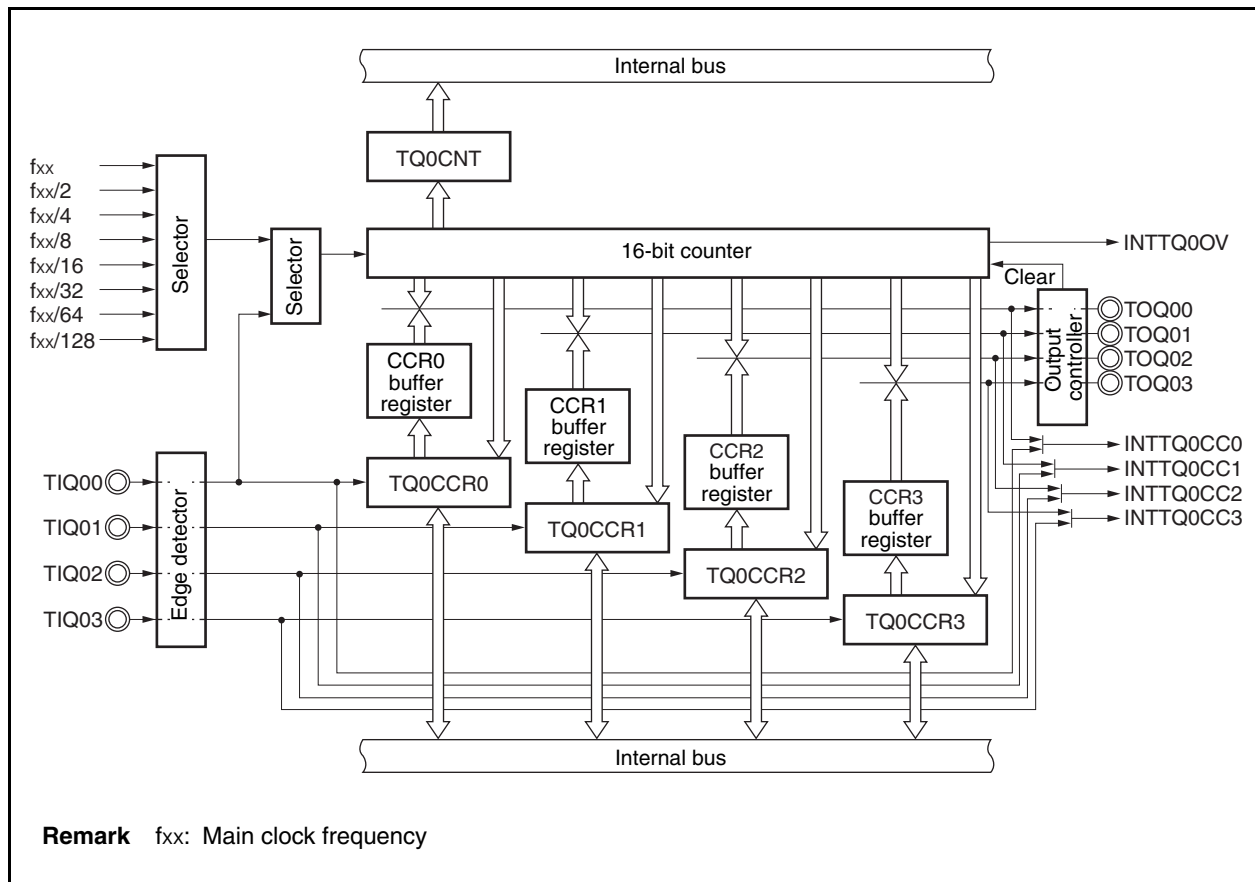 Internal bus
TQ0CNT
fxx
fxx/2
fxx/4
fxx/8
fxx/16
fxx/32
fxx/64
fxx/128
Selector
Selector
16-bit counter
INTTQ0OV
Clear
Output
controller
TOQ00
TOQ01
TOQ02
TOQ03
CCR0
buffer
register
CCR1
buffer
register
CCR2
buffer
register
CCR3
buffer
register
INTTQ0CC0
INTTQ0CC1
INTTQ0CC2
INTTQ0CC3
TIQ00
TIQ01
TIQ02
TIQ03
Edge detector
TQ0CCR0
TQ0CCR1
TQ0CCR2
TQ0CCR3
Internal bus
Remark fxx: Main clock frequency